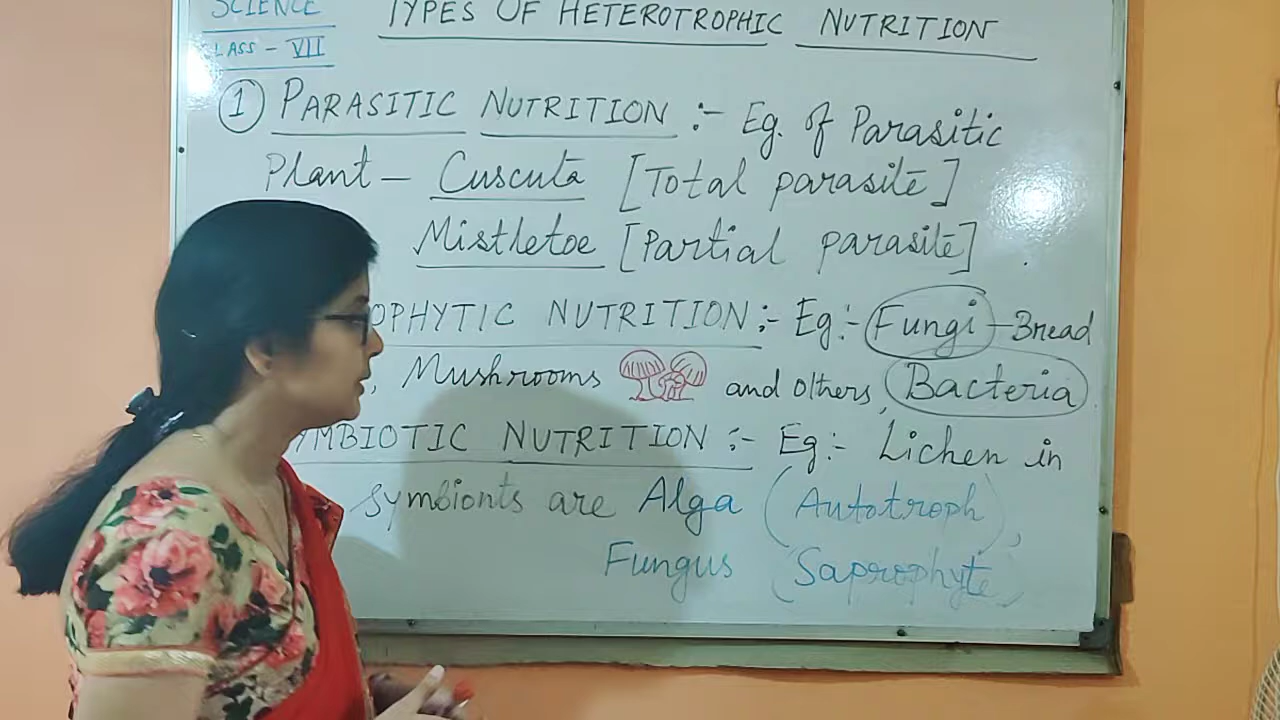 SCIENCE
LASS - VII
TYPES OF HETEROTROPHIC NUTRITION
① PARASITIC NUTRITION :- Eg. of Parasitic
Plant - Cuscuta [Total parasite]
Mistletoe [Partial parasite]
OPHYTIC NUTRITION :- Eg:- Fungi - Bread
, Mushrooms and others, Bacteria
YMBIOTIC NUTRITION :- Eg:- Lichen in
symbionts are Alga (Autotroph),
Fungus (Saprophyte)